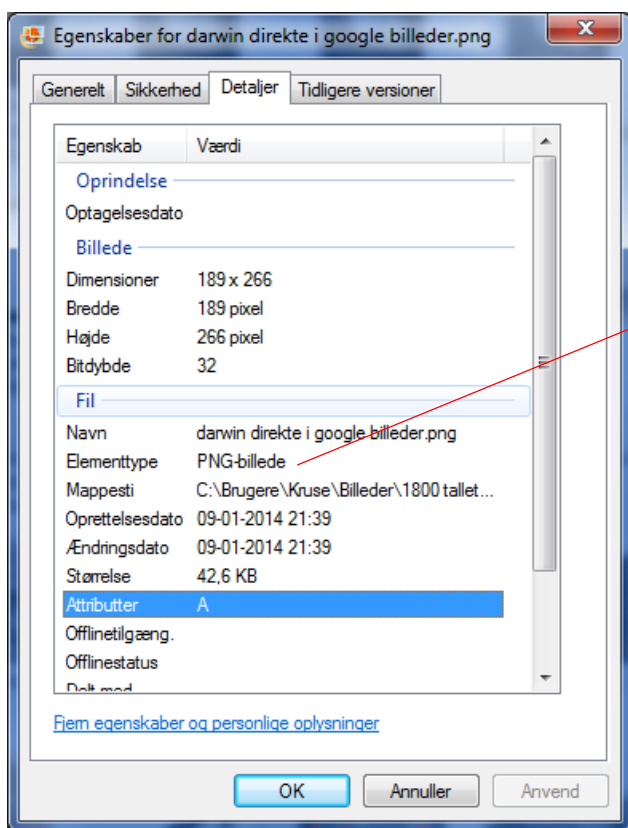 Egenskaber for darwin direkte i google billeder.png
Generelt Sikkerhed Detaljer Tidligere versioner
Egenskab Værdi
Oprindelse
Optagelsesdato
Billede
Dimensioner 189 x 266
Bredde 189 pixel
Højde 266 pixel
Bitdybde 32
Fil
Navn darwin direkte i google billeder.png
Elementtype PNG-billede
Mappesti C:\Brugere\Kruse\Billeder\1800 tallet...
Oprettelsesdato 09-01-2014 21:39
Ændringsdato 09-01-2014 21:39
Størrelse 42,6 KB
Attributter A
Offlinetilgæng.
Offlinestatus
Delt med
Fjern egenskaber og personlige oplysninger
OK Annuller Anvend